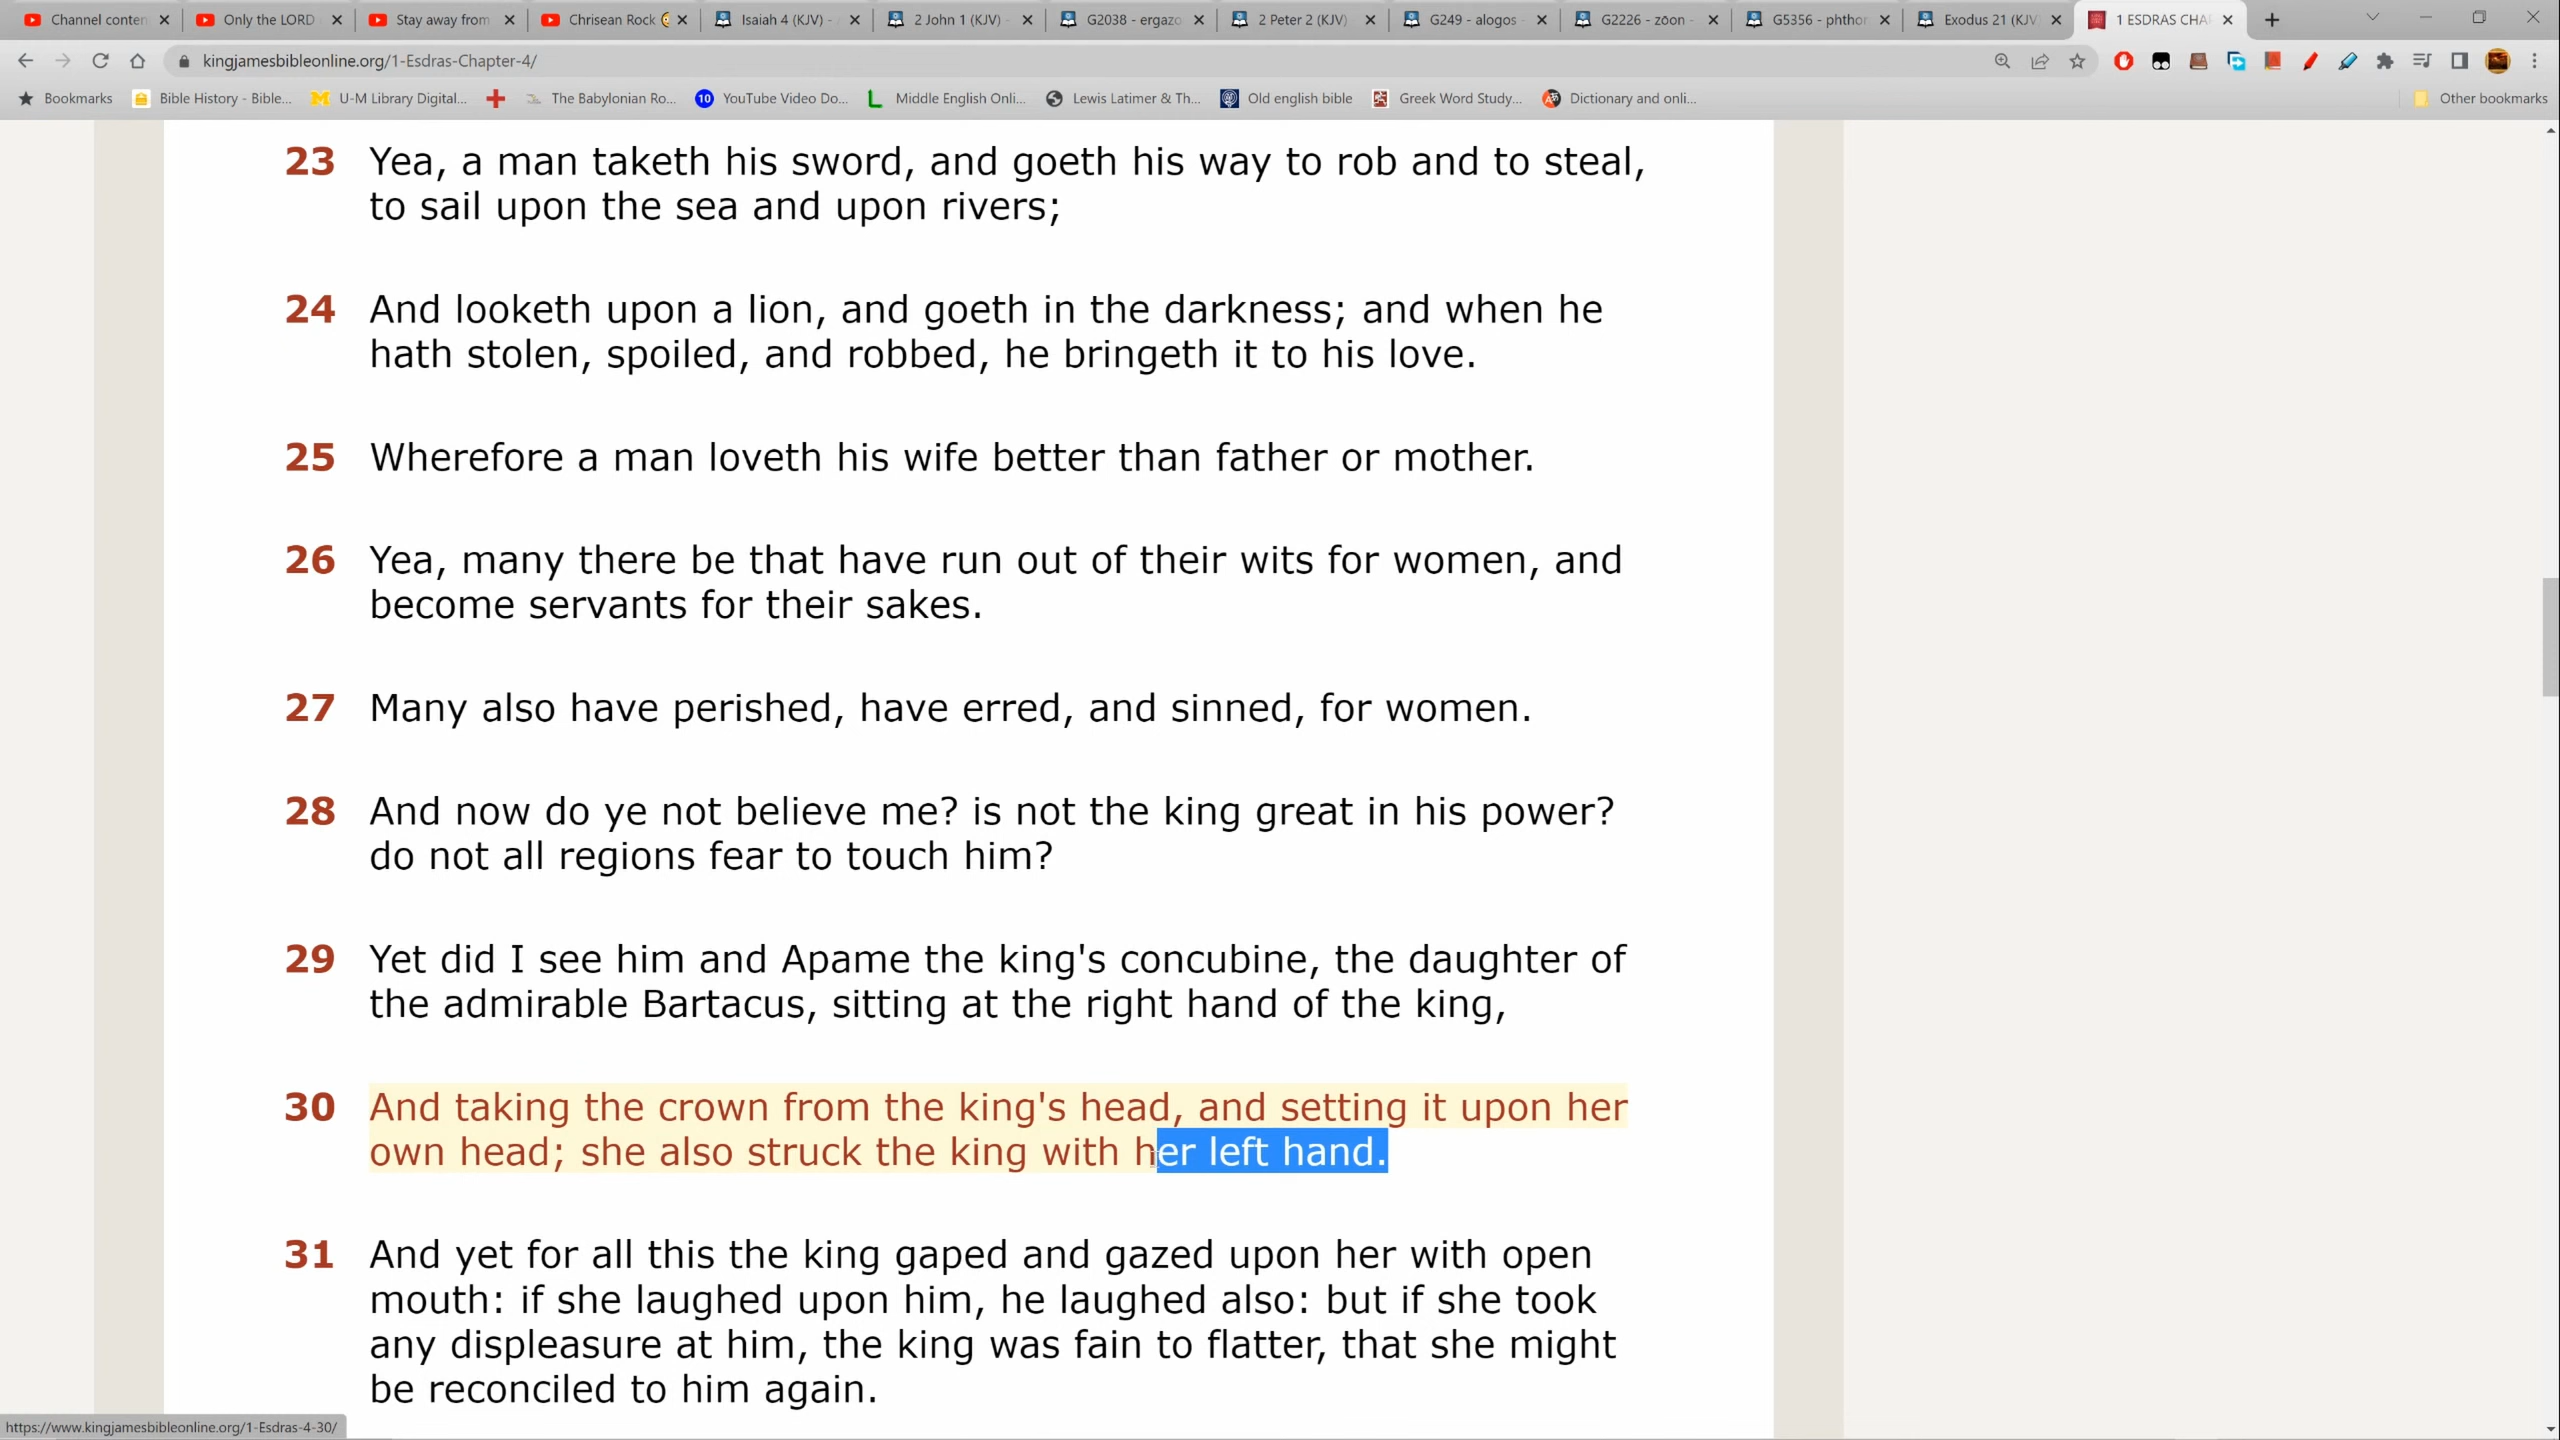 Channel conten
Only the LORD
Stay away from
Chrisean Rock
Isaiah 4 (KJV) -
2 John 1 (KJV) -
G2038 - ergazo
2 Peter 2 (KJV)
G249 - alogos -
G2226 - zōon -
G5356 - phthor
Exodus 21 (KJV
1 ESDRAS CHA
kingjamesbibleonline.org/1-Esdras-Chapter-4/
Bookmarks
Bible History - Bible...
U-M Library Digital...
The Babylonian Ro...
10 YouTube Video Do...
Middle English Onli...
Lewis Latimer & Th...
Old english bible
Greek Word Study...
Dictionary and onli...
Other bookmarks
23 Yea, a man taketh his sword, and goeth his way to rob and to steal,
to sail upon the sea and upon rivers;
24 And looketh upon a lion, and goeth in the darkness; and when he
hath stolen, spoiled, and robbed, he bringeth it to his love.
25 Wherefore a man loveth his wife better than father or mother.
26 Yea, many there be that have run out of their wits for women, and
become servants for their sakes.
27 Many also have perished, have erred, and sinned, for women.
28 And now do ye not believe me? is not the king great in his power?
do not all regions fear to touch him?
29 Yet did I see him and Apame the king's concubine, the daughter of
the admirable Bartacus, sitting at the right hand of the king,
30 And taking the crown from the king's head, and setting it upon her
own head; she also struck the king with her left hand.
31 And yet for all this the king gaped and gazed upon her with open
mouth: if she laughed upon him, he laughed also: but if she took
any displeasure at him, the king was fain to flatter, that she might
be reconciled to him again.
https://www.kingjamesbibleonline.org/1-Esdras-4-30/